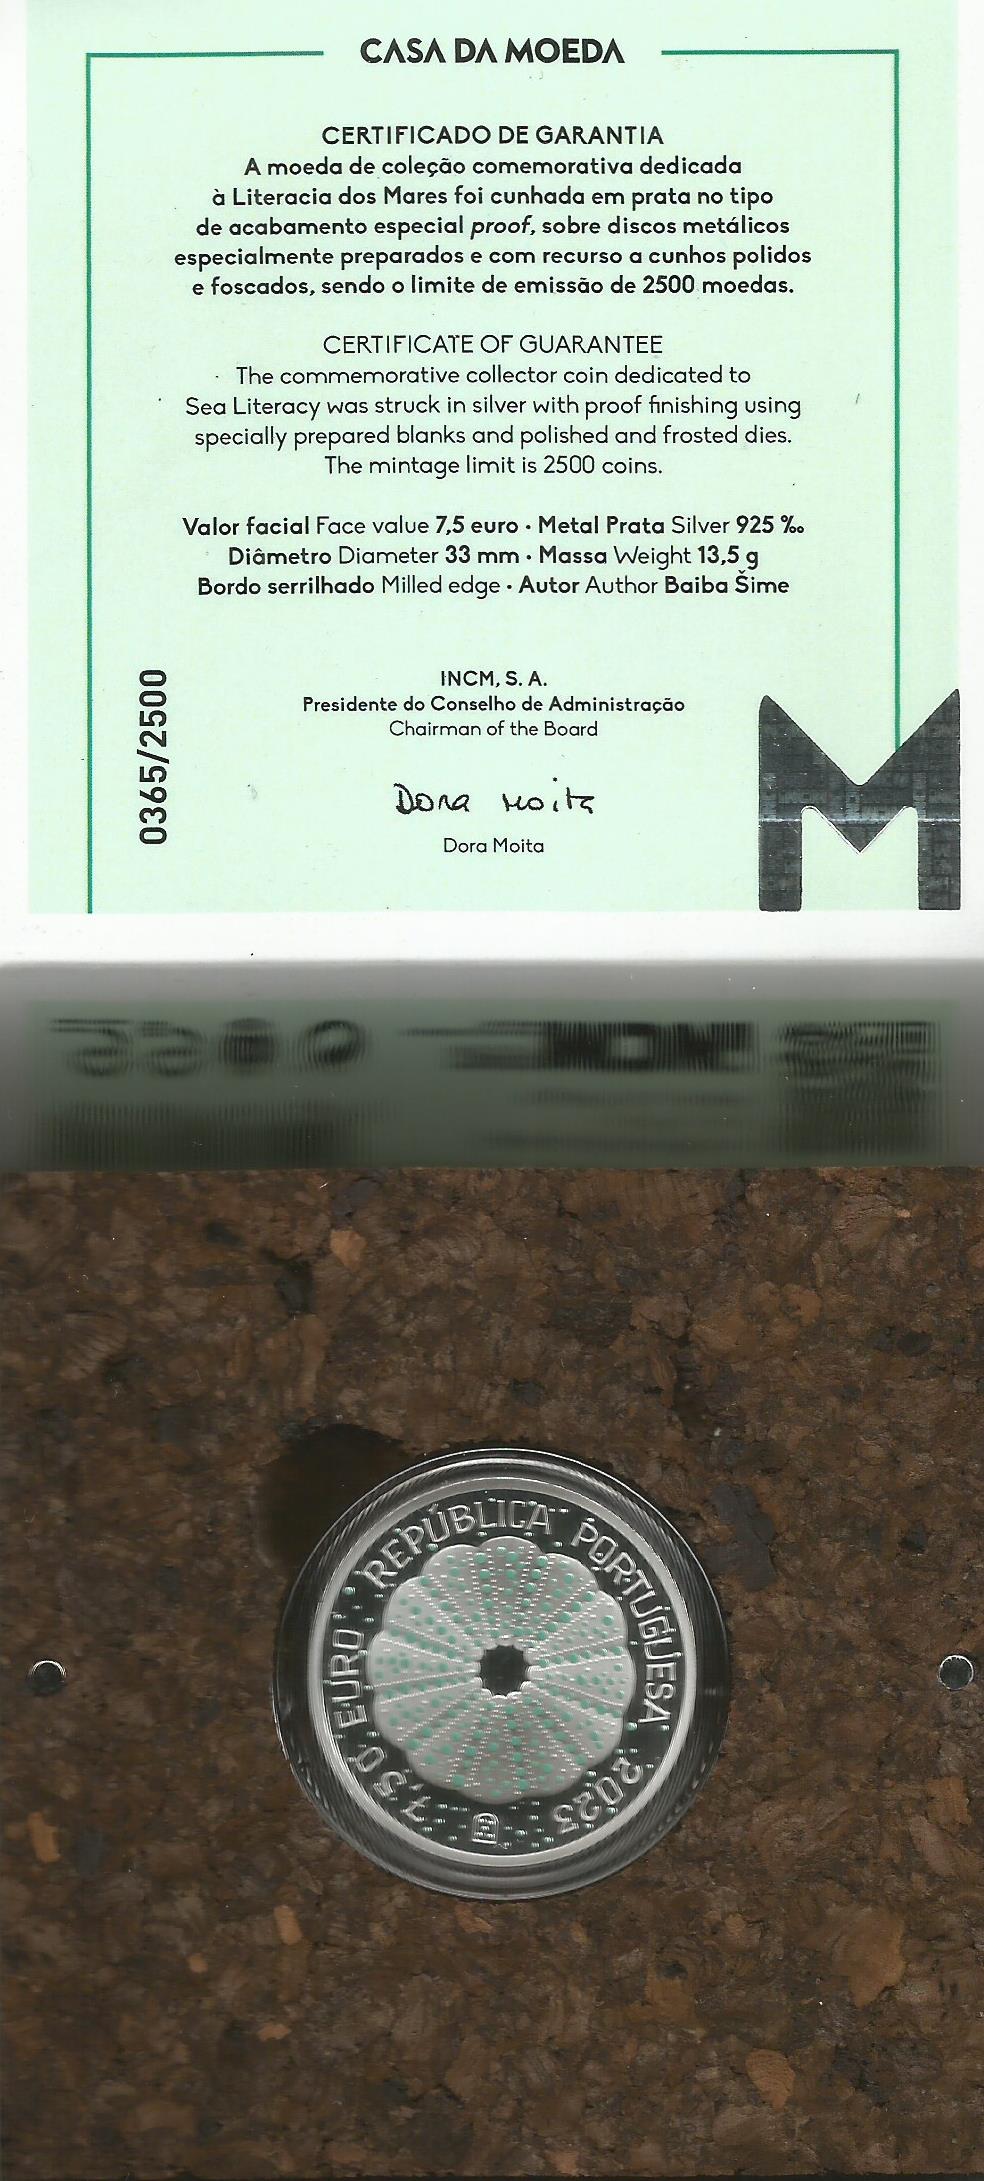 CASA DA MOEDA
CERTIFICADO DE GARANTIA
A moeda de coleção comemorativa dedicada
à Literacia dos Mares foi cunhada em prata no tipo
de acabamento especial proof, sobre discos metálicos
especialmente preparados e com recurso a cunhos polidos
e foscados, sendo o limite de emissão de 2500 moedas.
CERTIFICATE OF GUARANTEE
The commemorative collector coin dedicated to
Sea Literacy was struck in silver with proof finishing using
specially prepared blanks and polished and frosted dies.
The mintage limit is 2500 coins.
Valor facial Face value 7,5 euro · Metal Prata Silver 925 ‰
Diâmetro Diameter 33 mm · Massa Weight 13,5 g
Bordo serrilhado Milled edge · Autor Author Baiba Šime
0365/2500
INCM, S. A.
Presidente do Conselho de Administração
Chairman of the Board
Dora Moita
Dora Moita
M
REPÚBLICA PORTUGUESA 2023
7,50 EURO